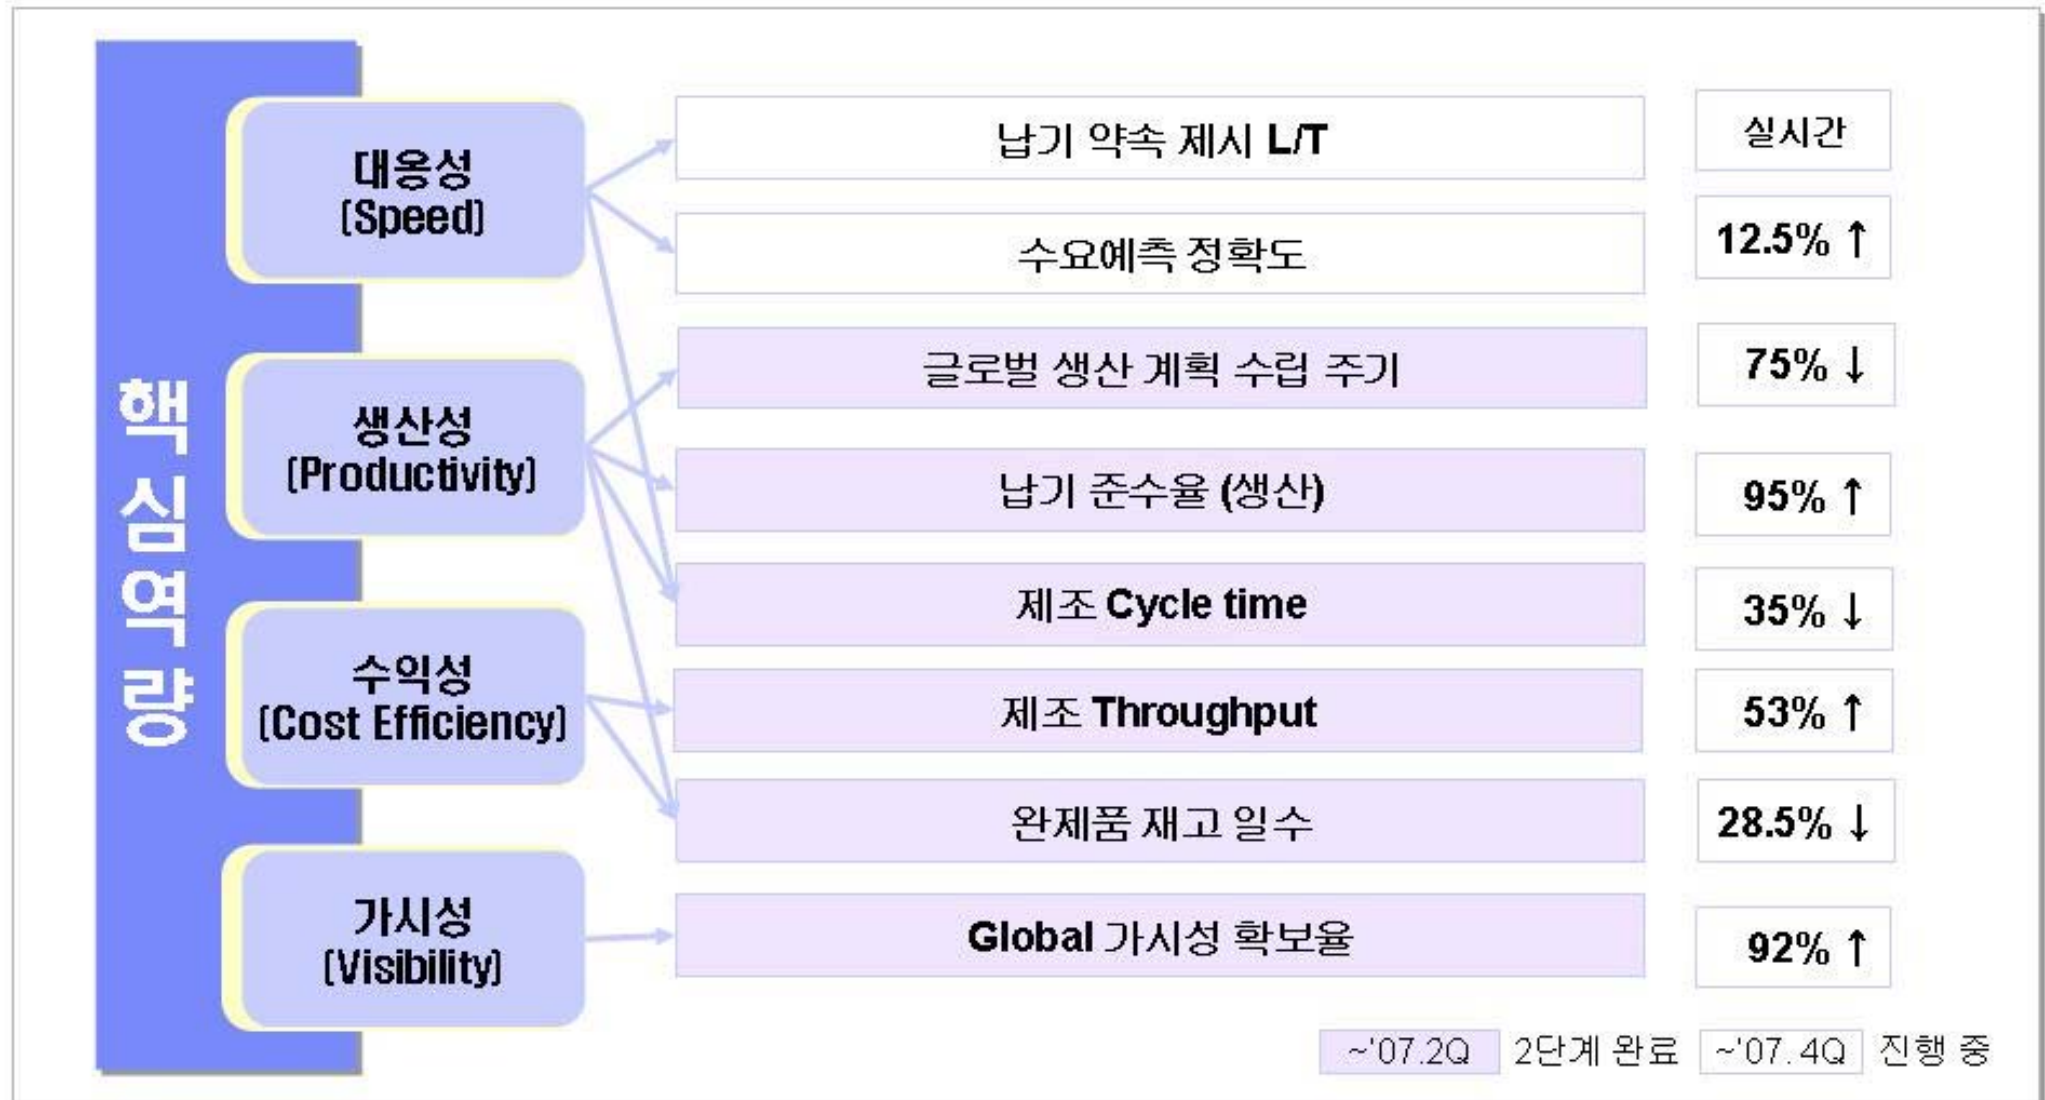 핵심역량
대응성
(Speed)
납기 약속 제시 L/T
실시간
수요예측 정확도
12.5% ↑
생산성
(Productivity)
글로벌 생산 계획 수립 주기
75% ↓
납기 준수율 (생산)
95% ↑
제조 Cycle time
35% ↓
수익성
(Cost Efficiency)
제조 Throughput
53% ↑
완제품 재고 일수
28.5% ↓
가시성
(Visibility)
Global 가시성 확보율
92% ↑
~'07.2Q 2단계 완료 ~'07.4Q 진행 중